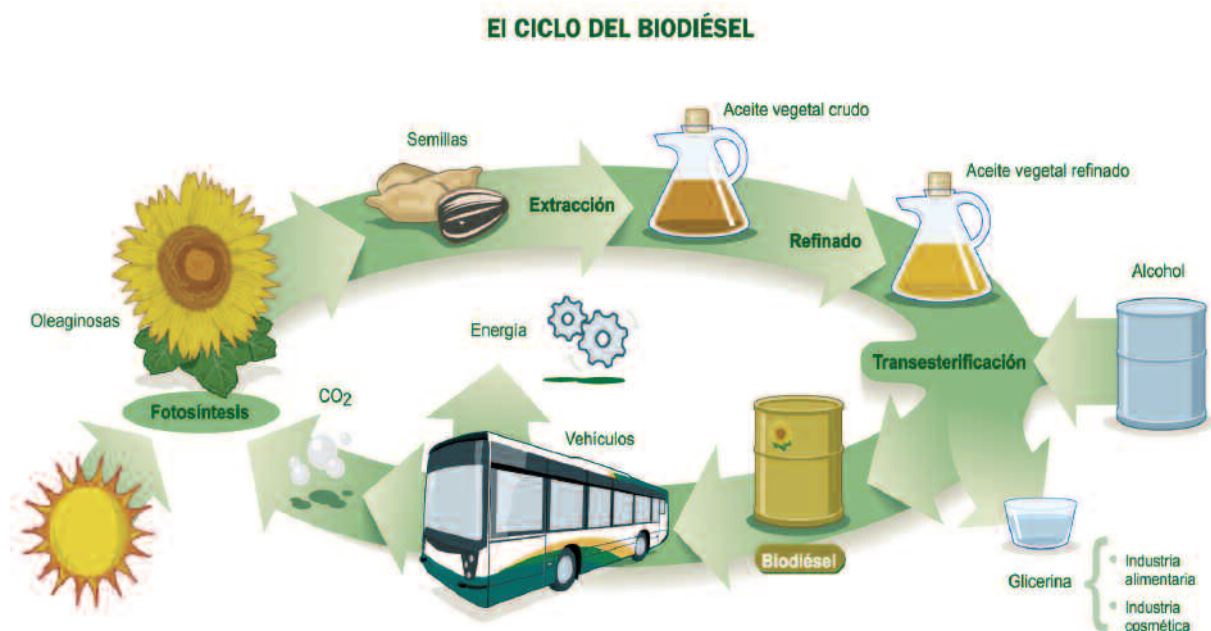 El CICLO DEL BIODIÉSEL
Aceite vegetal crudo
Semillas
Aceite vegetal refinado
Extracción
Refinado
Alcohol
Oleaginosas
Energía
Transesterificación
CO2
Fotosíntesis
Vehículos
Biodiésel
Glicerina
• Industria
alimentaria
• Industria
cosmética